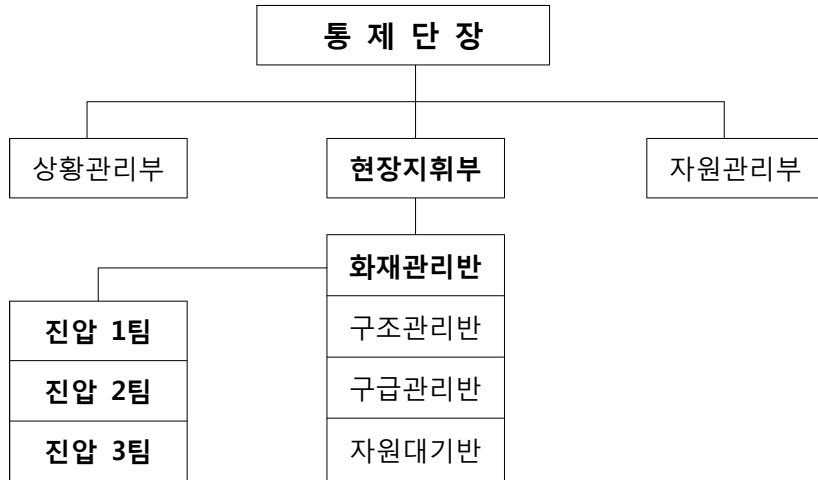 통 제 단 장
상황관리부
현장지휘부
자원관리부
화재관리반
구조관리반
구급관리반
자원대기반
진압 1팀
진압 2팀
진압 3팀